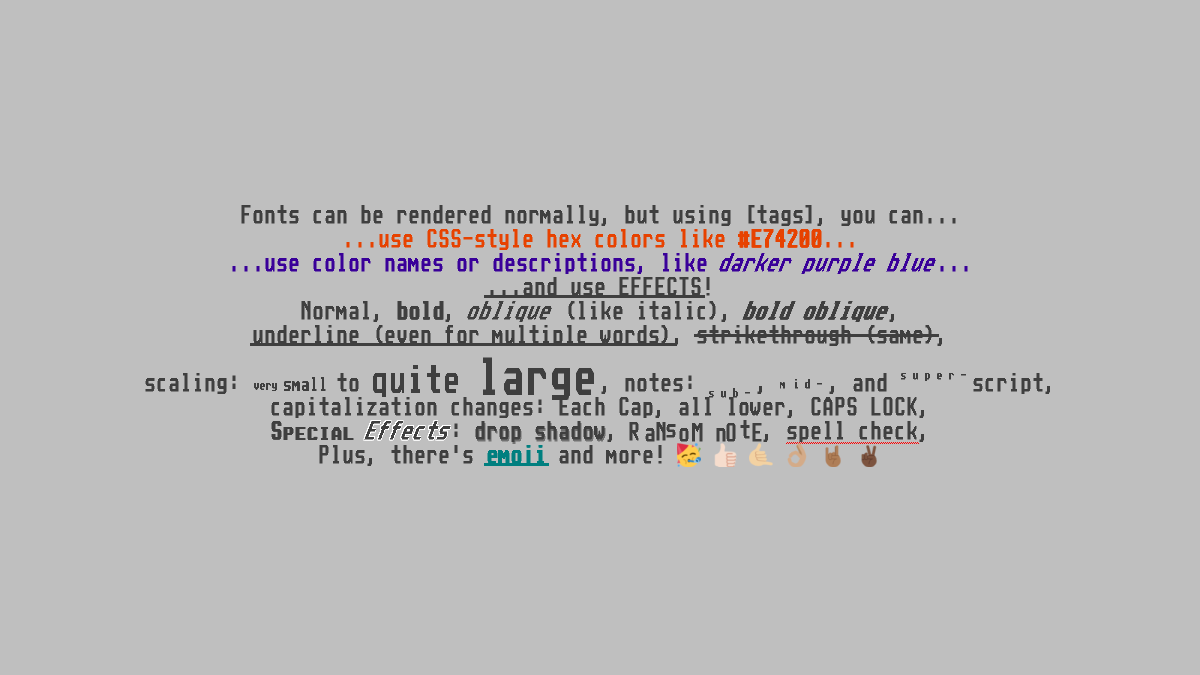 Fonts can be rendered normally, but using [tags], you can...
...use CSS-style hex colors like #E74200...
...use color names or descriptions, like darker purple blue...
...and use EFFECTS!
Normal, bold, oblique (like italic), bold oblique,
underline (even for multiple words), strikethrough (same),
scaling: very small to quite large, notes: sub-, mid-, and super-script,
capitalization changes: Each Cap, all lower, CAPS LOCK,
Special Effects: drop shadow, RaNsoM nOtE, spell check,
Plus, there's emoji and more! 🥳 👍🏻 🤙🏼 👌🏽 🤘🏾 ✌🏿